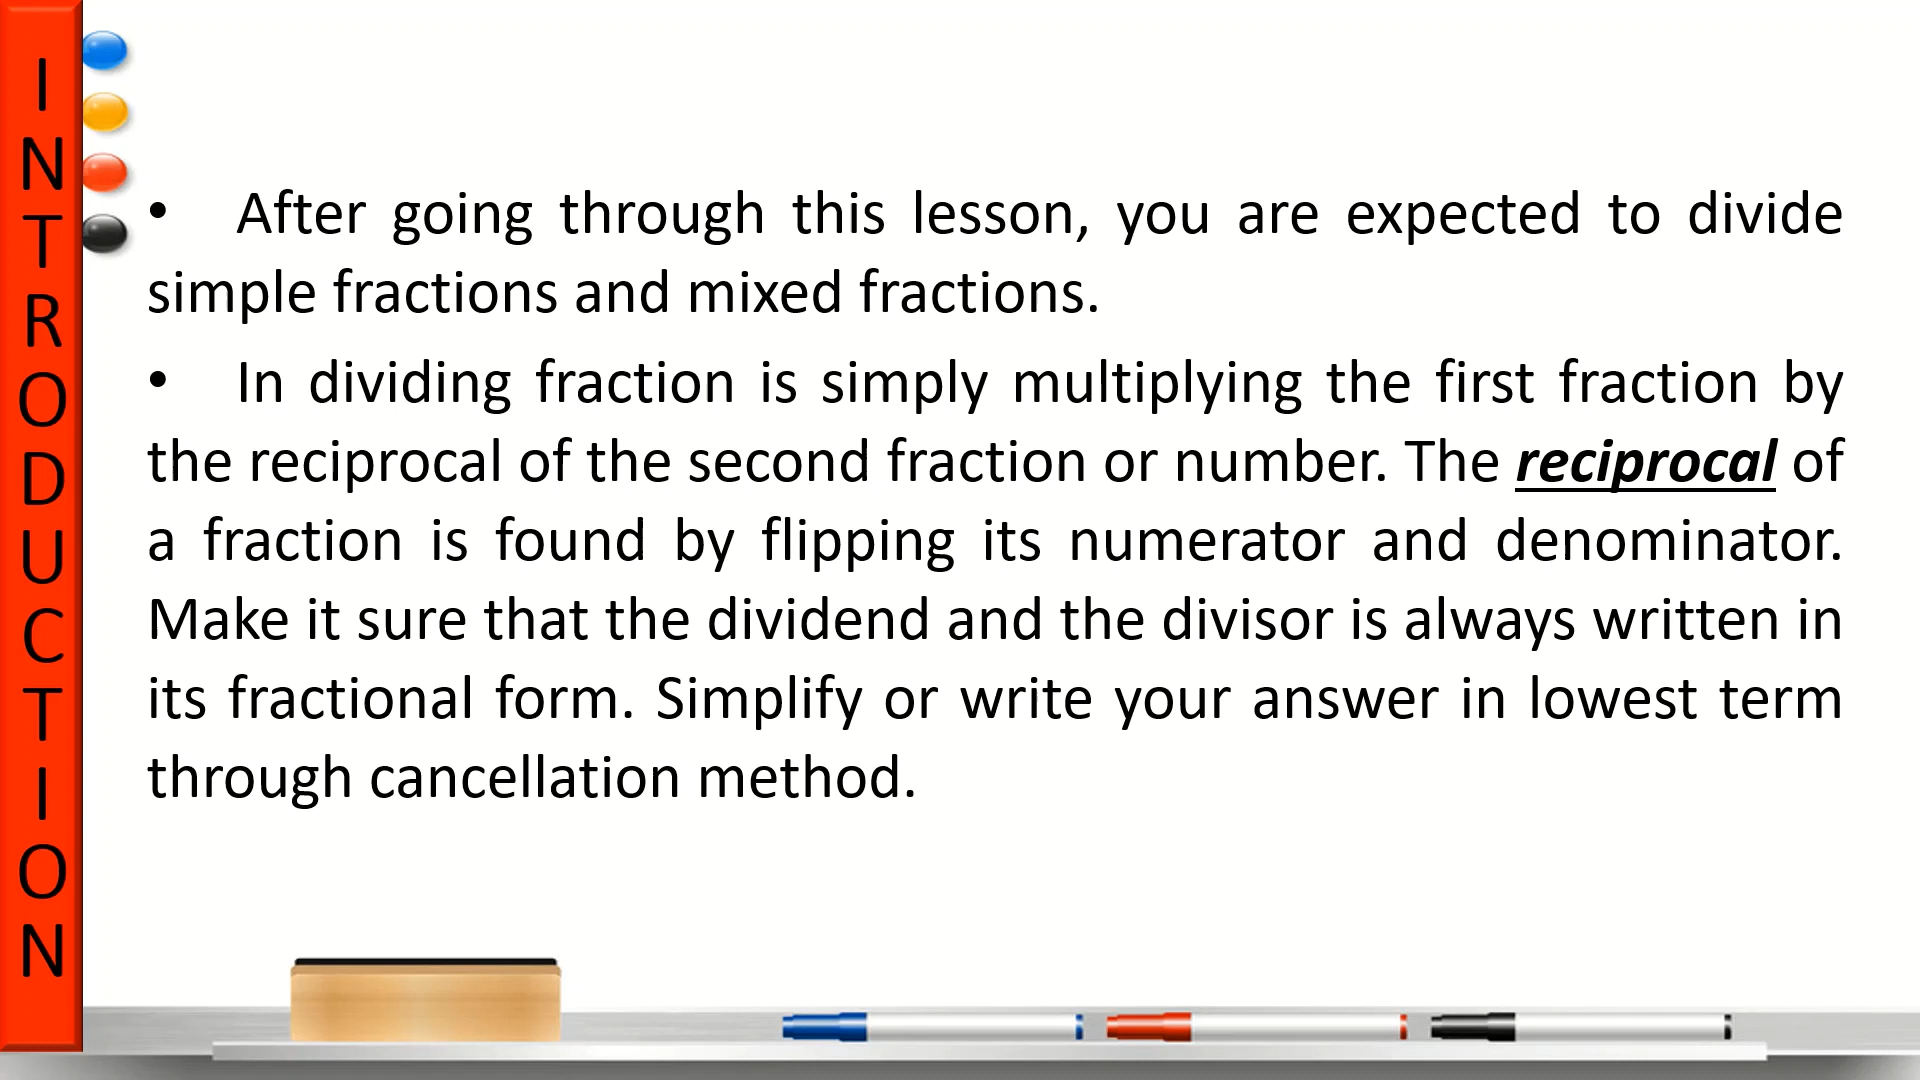 INTRODUCTION
• After going through this lesson, you are expected to divide
simple fractions and mixed fractions.
• In dividing fraction is simply multiplying the first fraction by
the reciprocal of the second fraction or number. The reciprocal of
a fraction is found by flipping its numerator and denominator.
Make it sure that the dividend and the divisor is always written in
its fractional form. Simplify or write your answer in lowest term
through cancellation method.